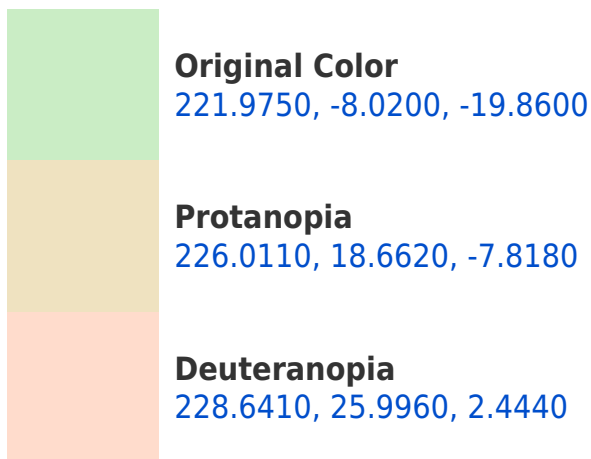 Original Color
221.9750, -8.0200, -19.8600
Protanopia
226.0110, 18.6620, -7.8180
Deuteranopia
228.6410, 25.9960, 2.4440